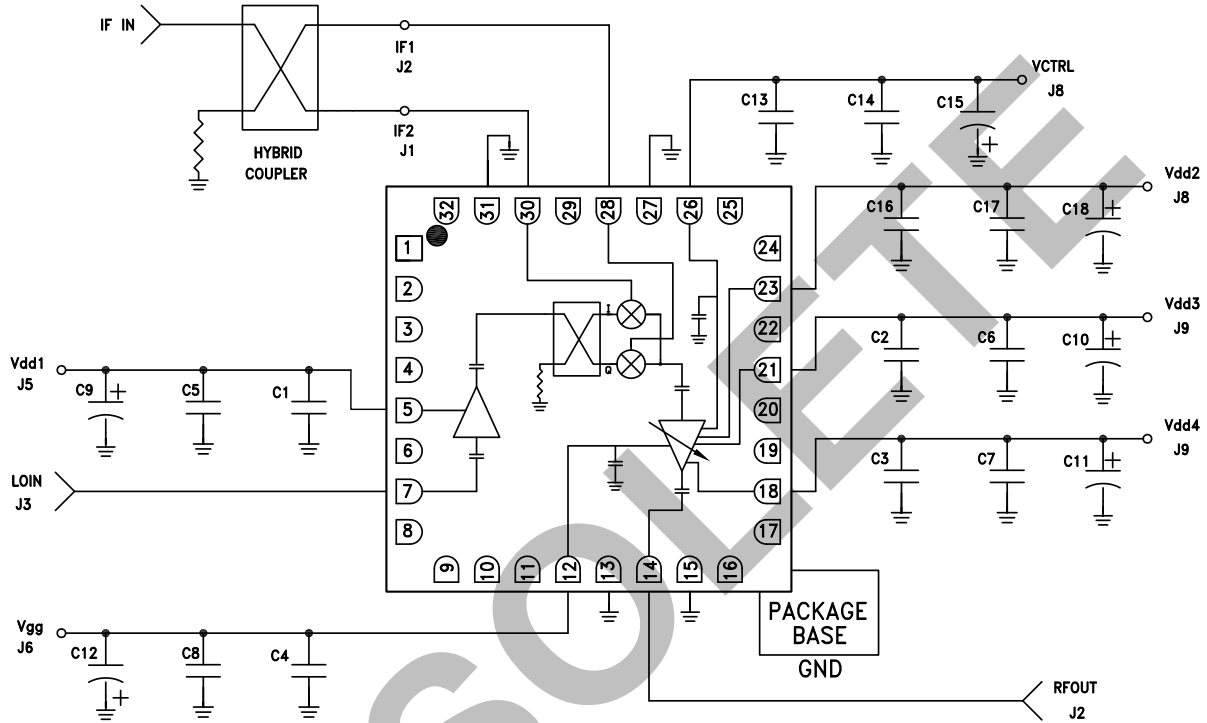 IF IN
IF1
J2
IF2
J1
HYBRID
COUPLER
C13
C14
C15
VCTRL
J8
+
Vdd2
J8
C16
C17
C18
+
32
31
30
29
28
27
26
25
1
2
3
4
5
6
7
8
24
23
22
21
20
19
18
17
I
Q
Vdd3
J9
C2
C6
C10
+
Vdd1
J5
C9
+
C5
C1
Vdd4
J9
C3
C7
C11
+
LOIN
J3
9
10
11
12
13
14
15
16
PACKAGE
BASE
GND
Vgg
J6
C12
+
C8
C4
RFOUT
J2
SOLETE